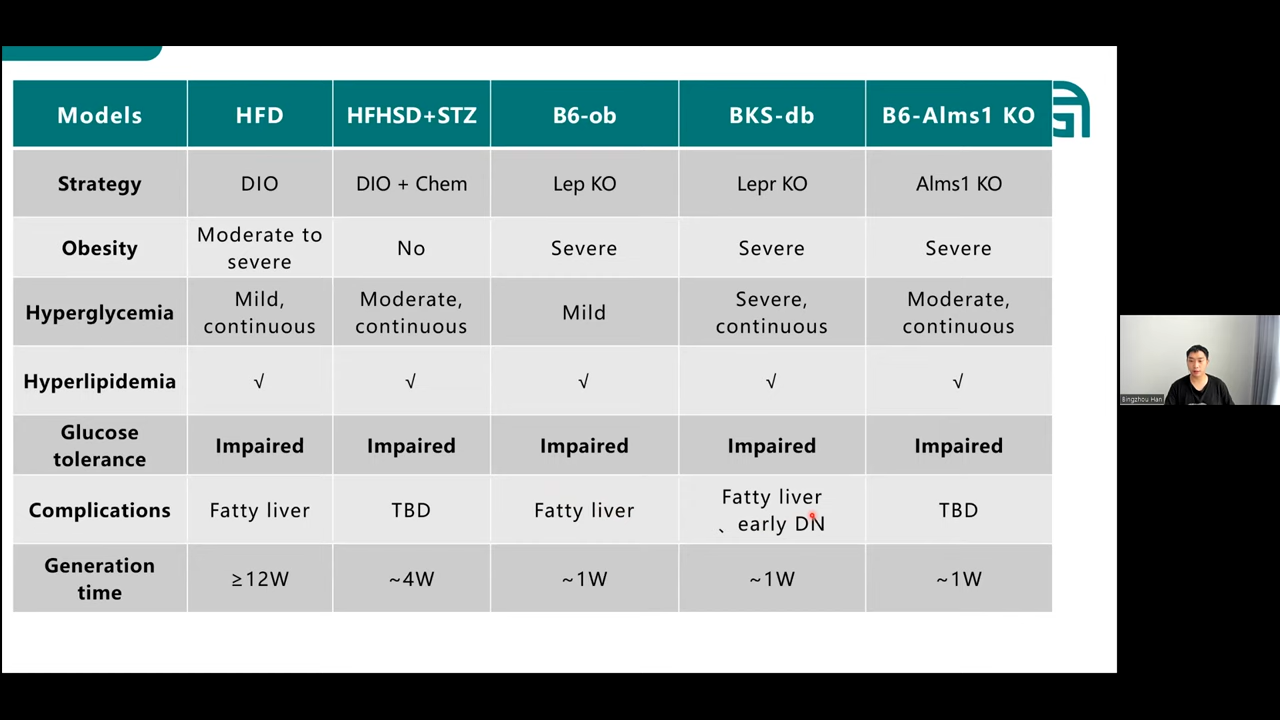 Models HFD HFHSD+STZ B6-ob BKS-db B6-Alms1 KO
Strategy DIO DIO + Chem Lep KO Lepr KO Alms1 KO
Obesity Moderate to
severe No Severe Severe Severe
Hyperglycemia Mild,
continuous Moderate,
continuous Mild Severe,
continuous Moderate,
continuous
Hyperlipidemia √ √ √ √ √
Glucose
tolerance Impaired Impaired Impaired Impaired Impaired
Complications Fatty liver TBD Fatty liver Fatty liver
、early DN TBD
Generation
time ≥12W ~4W ~1W ~1W ~1W
Bingzhou Han